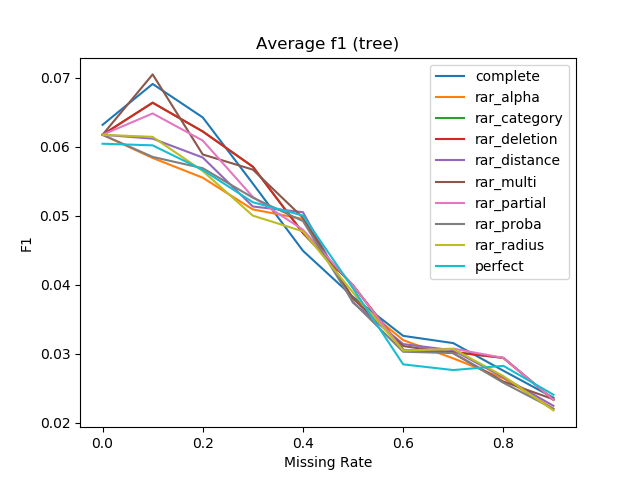 Average f1 (tree)
F1
0.07
0.06
0.05
0.04
0.03
0.02
0.0
0.2
0.4
0.6
0.8
Missing Rate
complete
rar_alpha
rar_category
rar_deletion
rar_distance
rar_multi
rar_partial
rar_proba
rar_radius
perfect